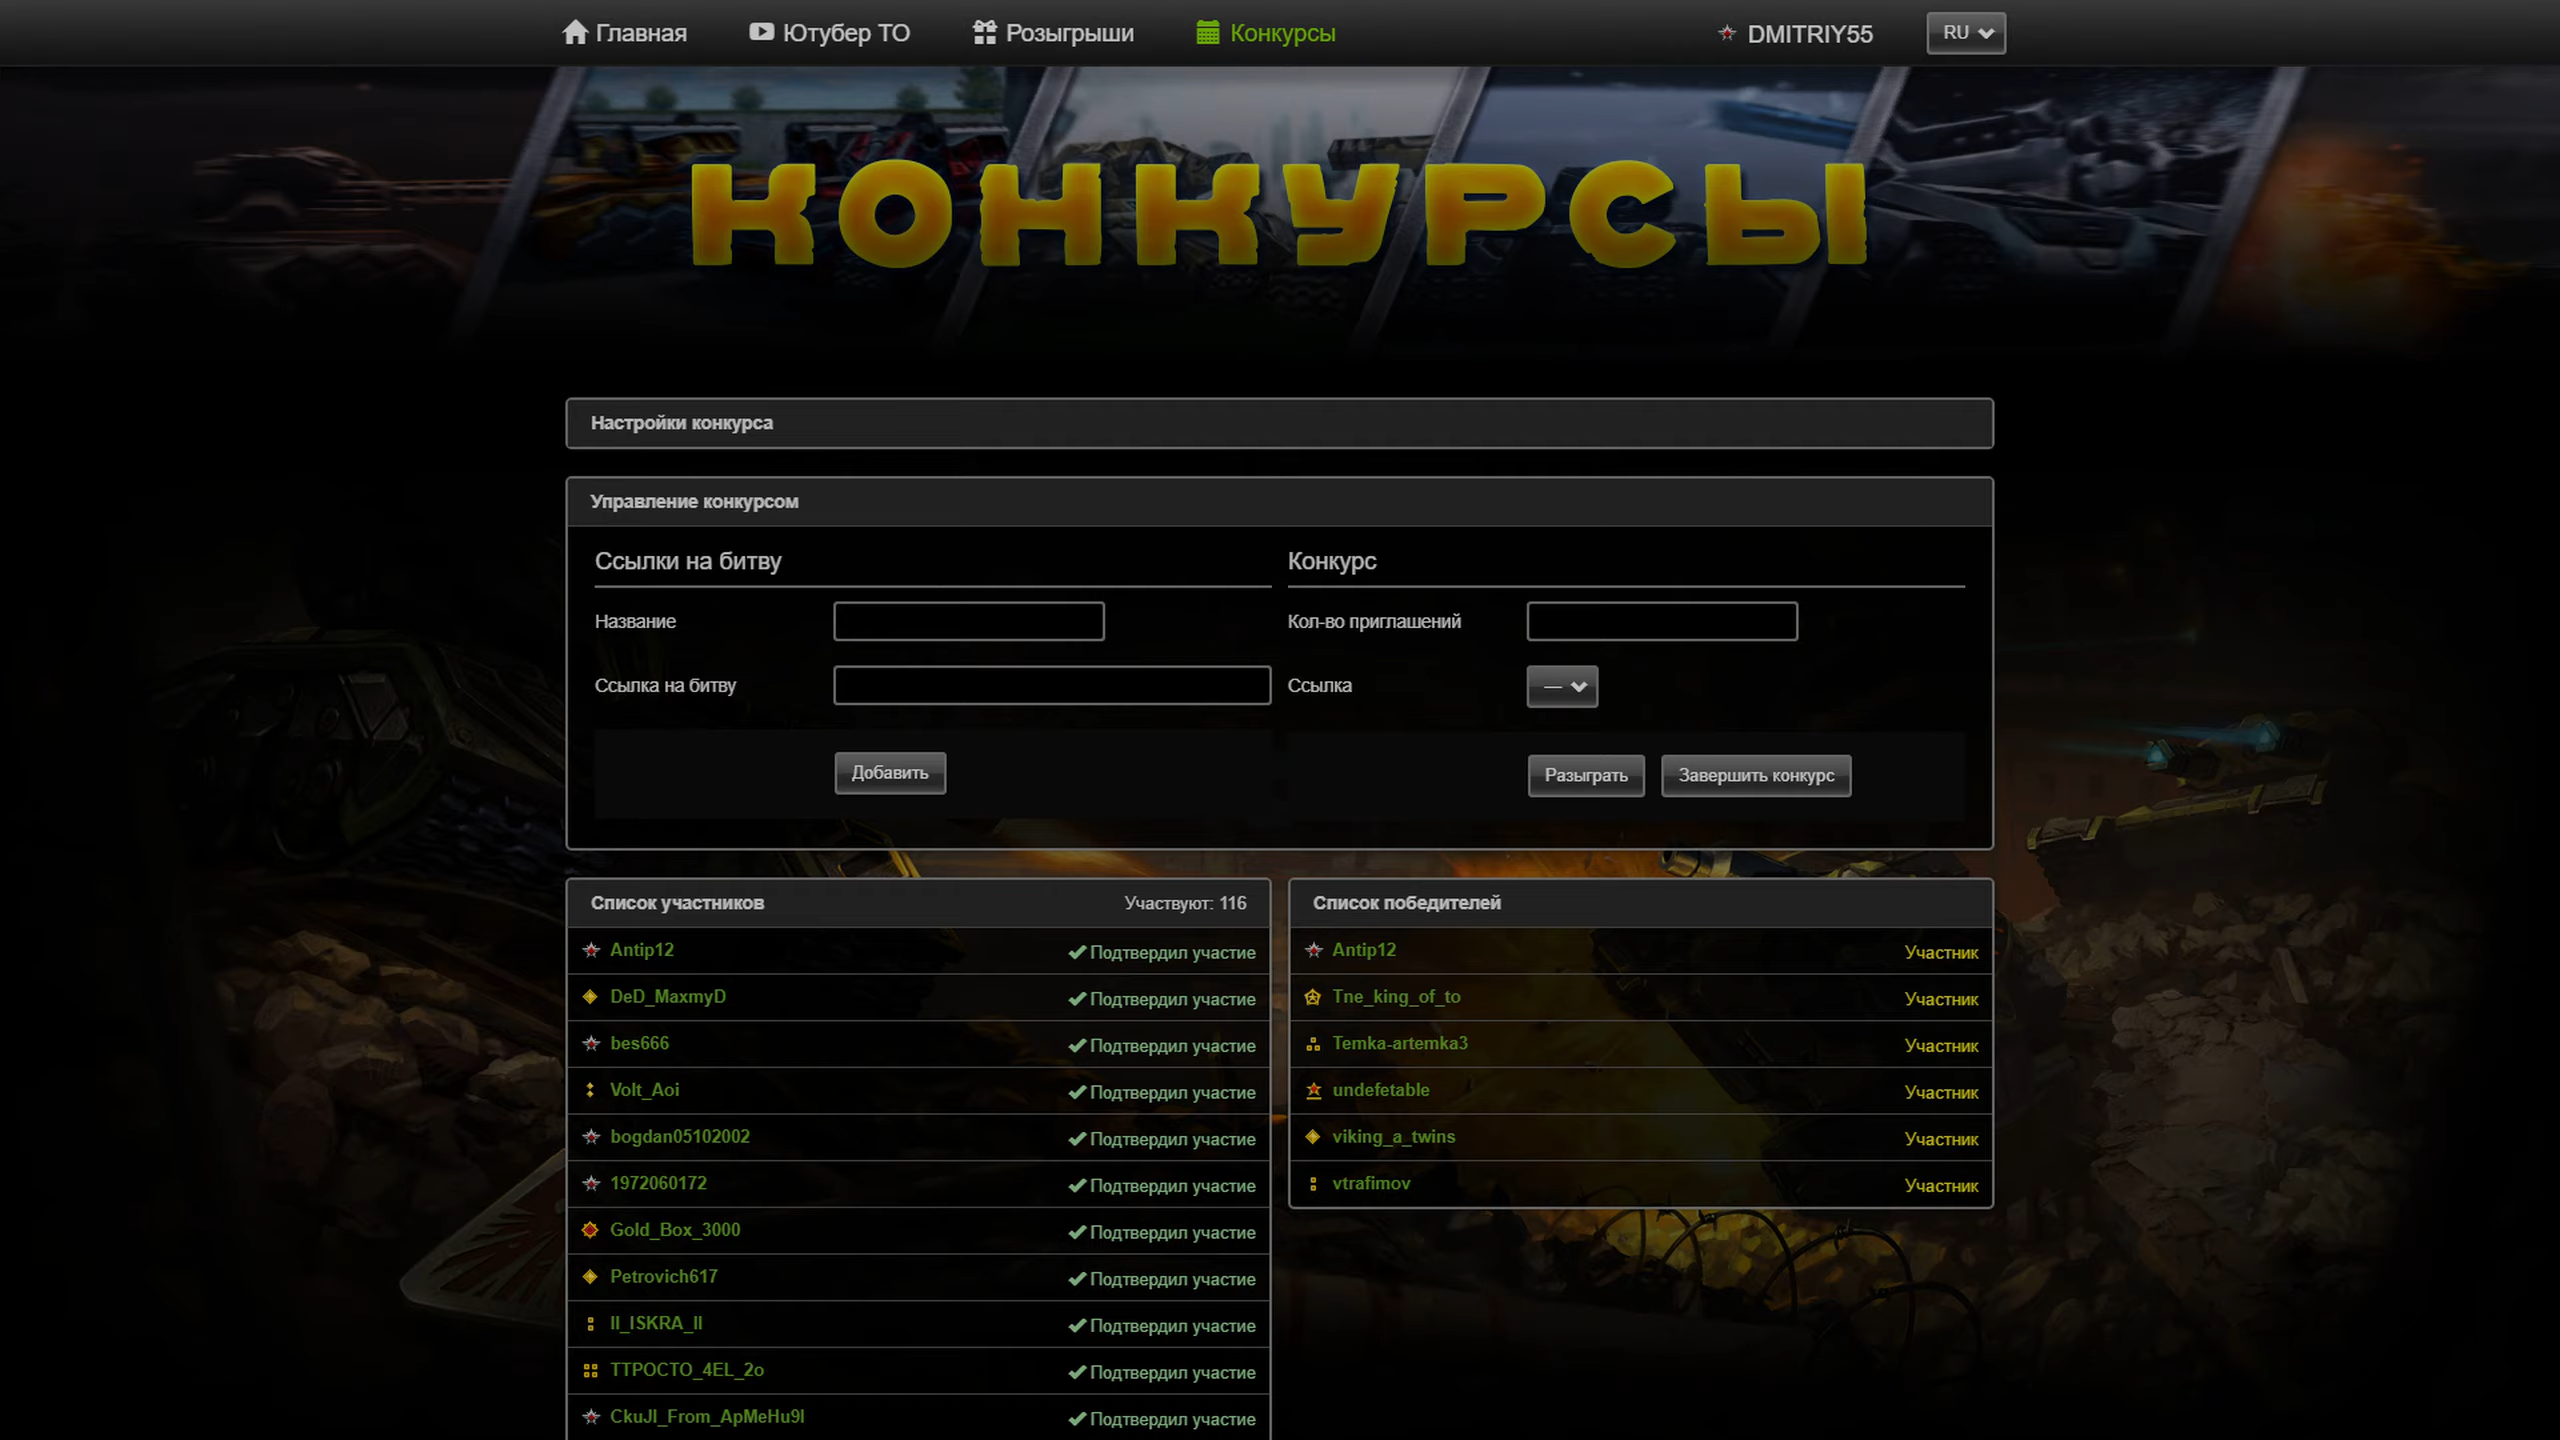 Главная Ютубер ТО Розыгрыши Конкурсы DMITRIY55 RU
КОНКУРСЫ
Настройки конкурса
Управление конкурсом
Ссылки на битву Конкурс
Название Кол-во приглашений
Ссылка на битву Ссылка —
Добавить Разыграть Завершить конкурс
Список участников Участвуют: 116 Список победителей
Antip12 Подтвердил участие Antip12 Участник
DeD_MaxmyD Подтвердил участие Tne_king_of_to Участник
bes666 Подтвердил участие Temka-artemka3 Участник
Volt_Aoi Подтвердил участие undefetable Участник
bogdan05102002 Подтвердил участие viking_a_twins Участник
1972060172 Подтвердил участие vtrafimov Участник
Gold_Box_3000 Подтвердил участие
Petrovich617 Подтвердил участие
II_ISKRA_II Подтвердил участие
TTPOCTO_4EL_2o Подтвердил участие
CkuJl_From_ApMeHu9l Подтвердил участие